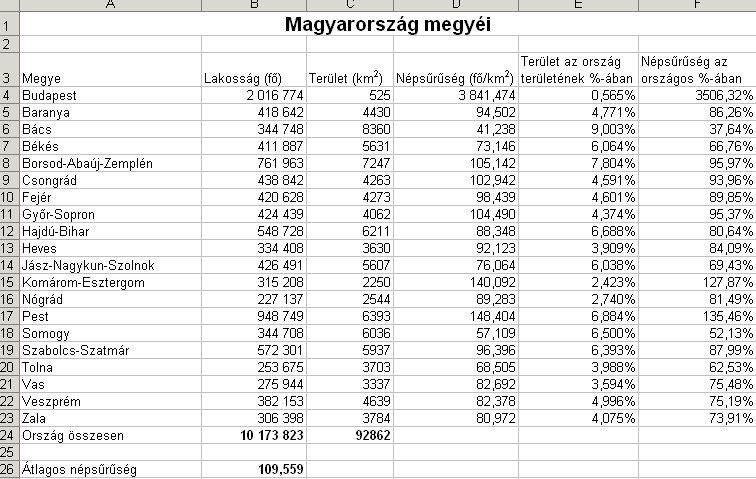 A B C D E F
1 Magyarország megyéi
2
3 Megye Lakosság (fő) Terület (km²) Népsűrűség (fő/km²) Terület az ország területének %-ában Népsűrűség az országos %-ában
4 Budapest 2 016 774 525 3 841,474 0,565% 3506,32%
5 Baranya 418 642 4430 94,502 4,771% 86,26%
6 Bács 344 748 8360 41,238 9,003% 37,64%
7 Békés 411 887 5631 73,146 6,064% 66,76%
8 Borsod-Abaúj-Zemplén 761 963 7247 105,142 7,804% 95,97%
9 Csongrád 438 842 4263 102,942 4,591% 93,96%
10 Fejér 420 628 4273 98,439 4,601% 89,85%
11 Győr-Sopron 424 439 4062 104,490 4,374% 95,37%
12 Hajdú-Bihar 548 728 6211 88,348 6,688% 80,64%
13 Heves 334 408 3630 92,123 3,909% 84,09%
14 Jász-Nagykun-Szolnok 426 491 5607 76,064 6,038% 69,43%
15 Komárom-Esztergom 315 208 2250 140,092 2,423% 127,87%
16 Nógrád 227 137 2544 89,283 2,740% 81,49%
17 Pest 948 749 6393 148,404 6,884% 135,46%
18 Somogy 344 708 6036 57,109 6,500% 52,13%
19 Szabolcs-Szatmár 572 301 5937 96,396 6,393% 87,99%
20 Tolna 253 675 3703 68,505 3,988% 62,53%
21 Vas 275 944 3337 82,692 3,594% 75,48%
22 Veszprém 382 153 4639 82,378 4,996% 75,19%
23 Zala 306 398 3784 80,972 4,075% 73,91%
24 Ország összesen 10 173 823 92862
25
26 Átlagos népsűrűség 109,559